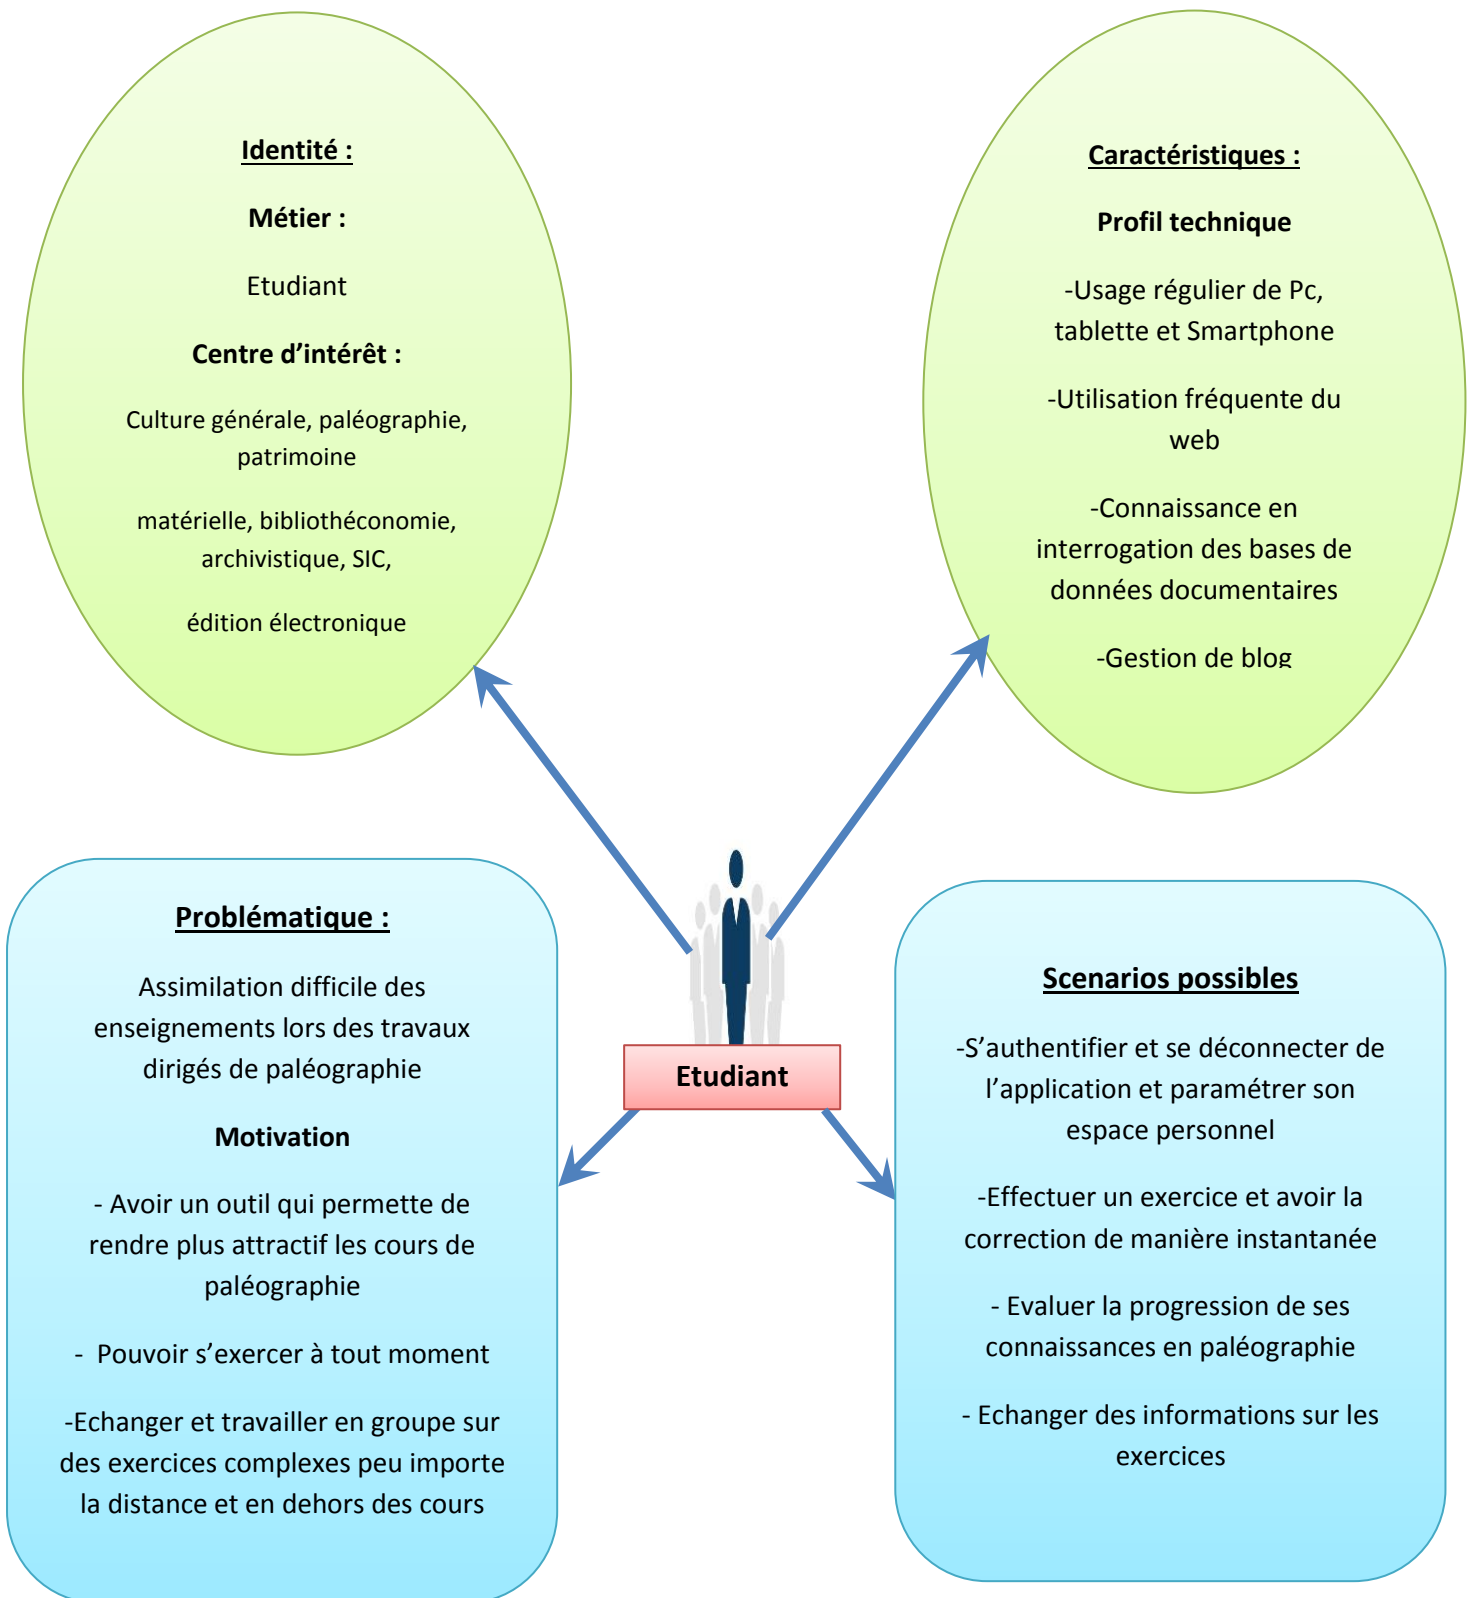 Identité :
Métier :
Etudiant
Centre d’intérêt :
Culture générale, paléographie,
patrimoine
matérielle, bibliothéconomie,
archivistique, SIC,
édition électronique
Caractéristiques :
Profil technique
-Usage régulier de Pc,
tablette et Smartphone
-Utilisation fréquente du
web
-Connaissance en
interrogation des bases de
données documentaires
-Gestion de blog
Problématique :
Assimilation difficile des
enseignements lors des travaux
dirigés de paléographie
Motivation
- Avoir un outil qui permette de
rendre plus attractif les cours de
paléographie
- Pouvoir s’exercer à tout moment
-Echanger et travailler en groupe sur
des exercices complexes peu importe
la distance et en dehors des cours
Etudiant
Scenarios possibles
-S’authentifier et se déconnecter de
l’application et paramétrer son
espace personnel
-Effectuer un exercice et avoir la
correction de manière instantanée
- Evaluer la progression de ses
connaissances en paléographie
- Echanger des informations sur les
exercices